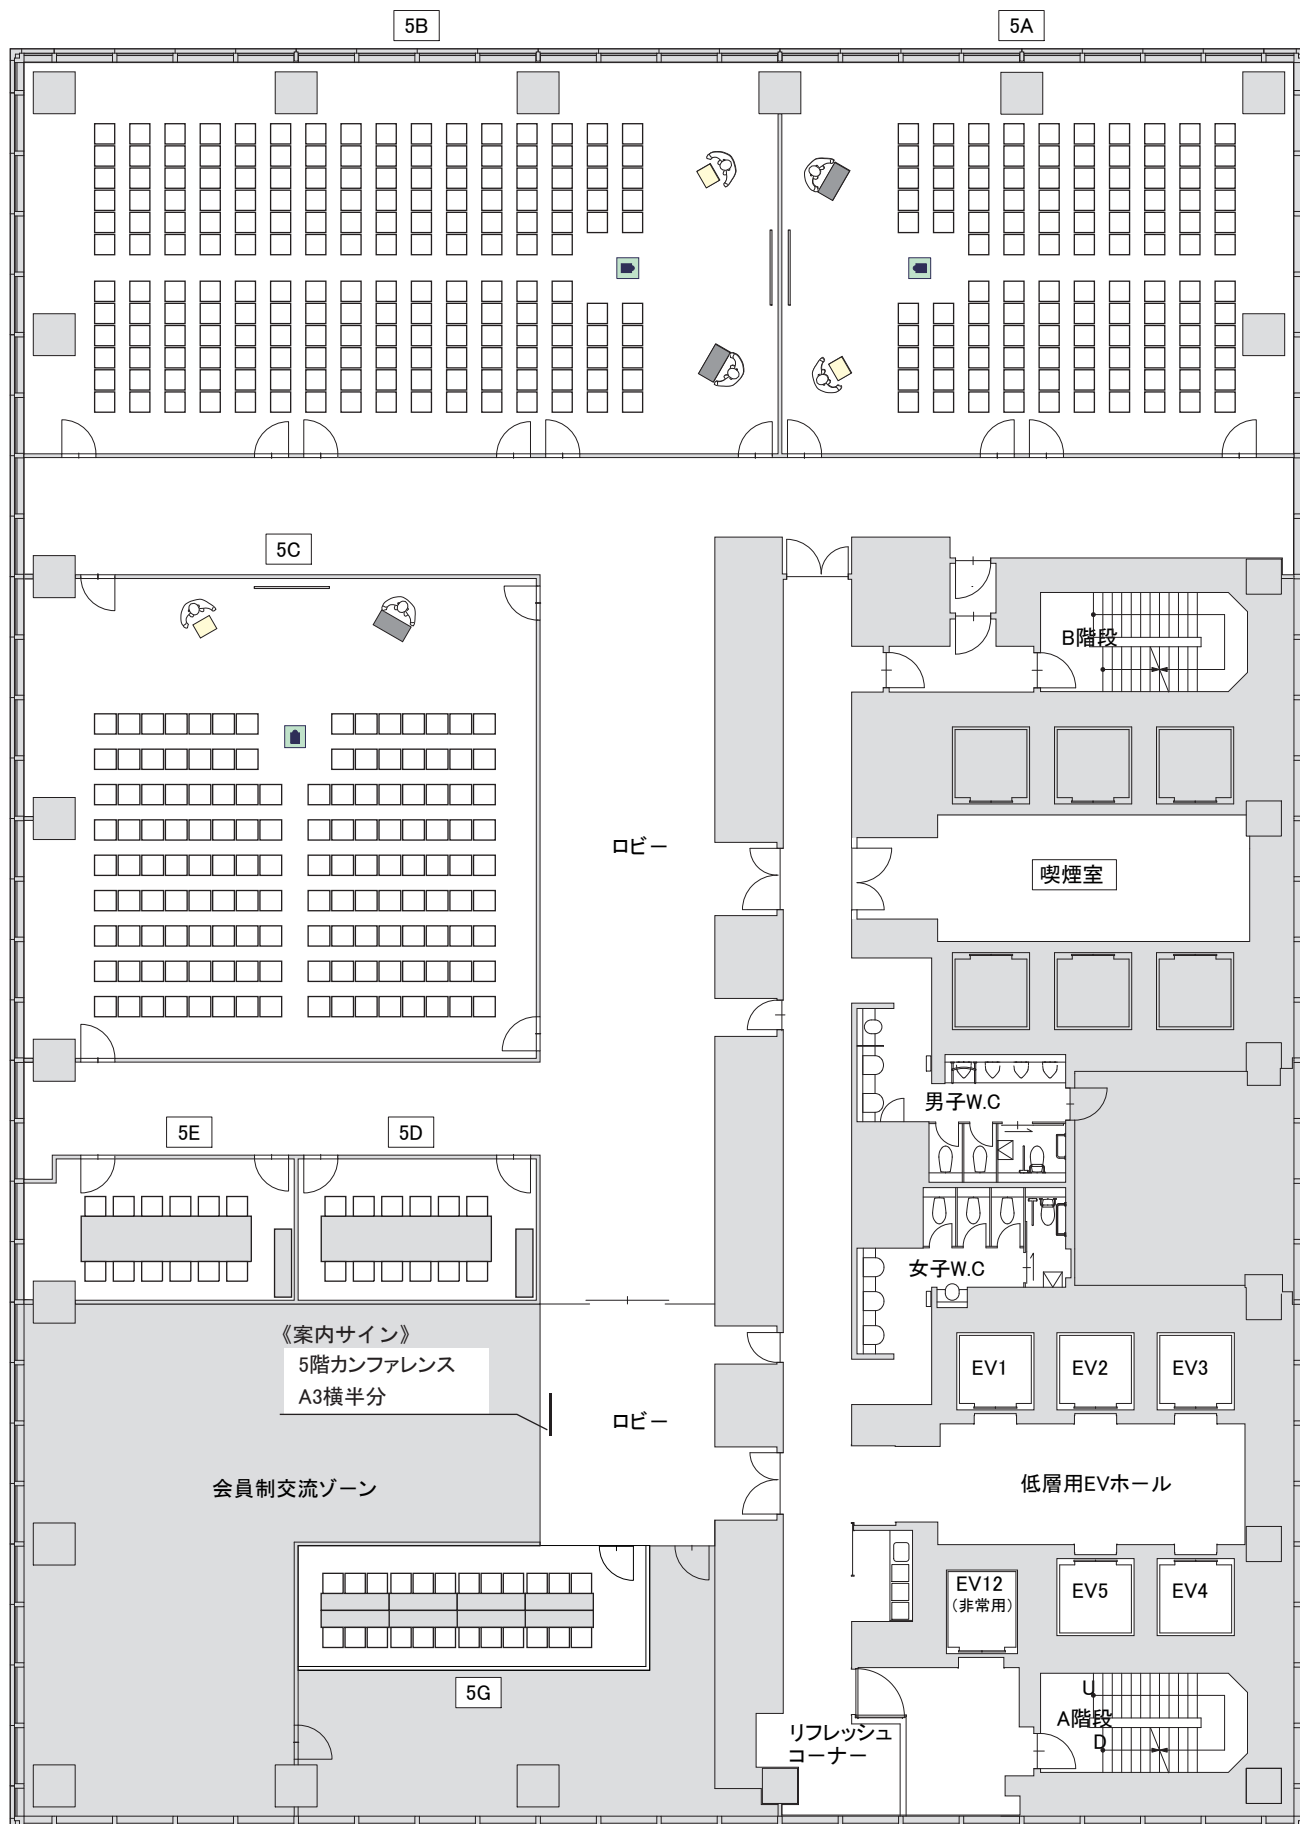 5B
5A
5C
B階段
ロビー
喫煙室
男子W.C
5E
5D
女子W.C
《案内サイン》
5階カンファレンス
A3横半分
EV1
EV2
EV3
ロビー
会員制交流ゾーン
低層用EVホール
EV12
(非常用)
EV5
EV4
5G
U
A階段
D
リフレッシュ
コーナー